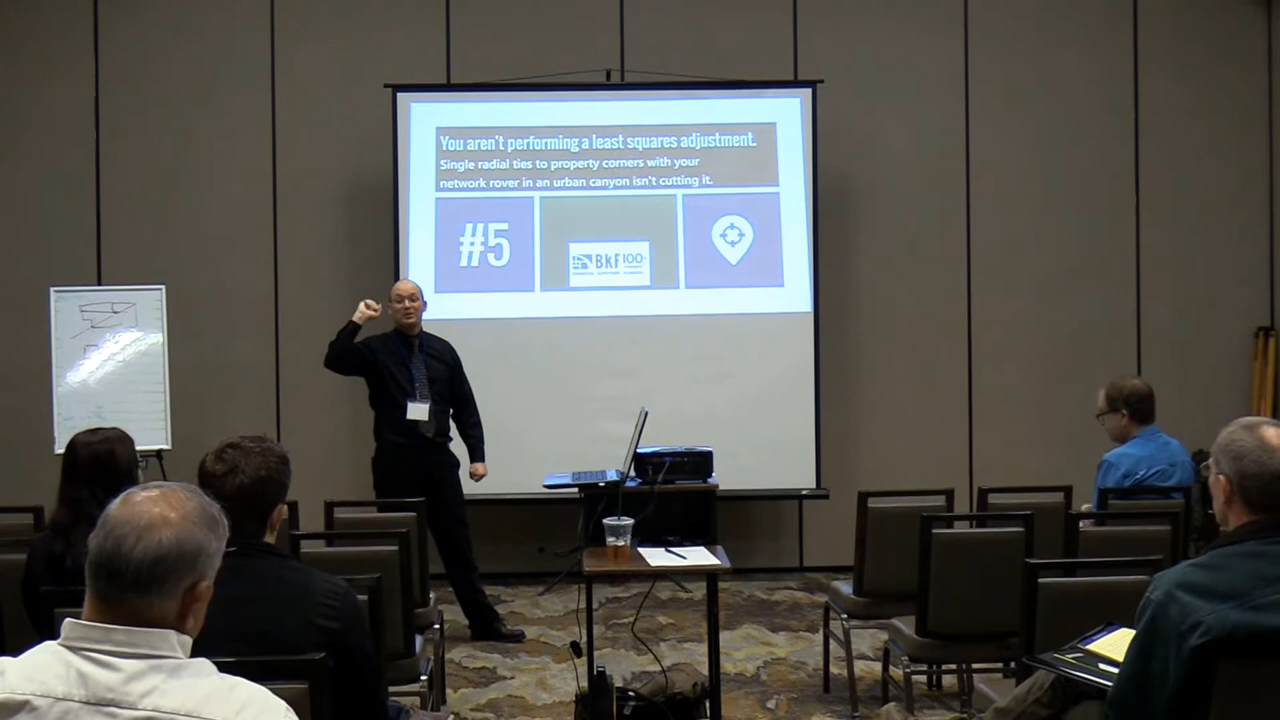 You aren't performing a least squares adjustment.
Single radial ties to property corners with your
network rover in an urban canyon isn't cutting it.
#5
BKF 100+